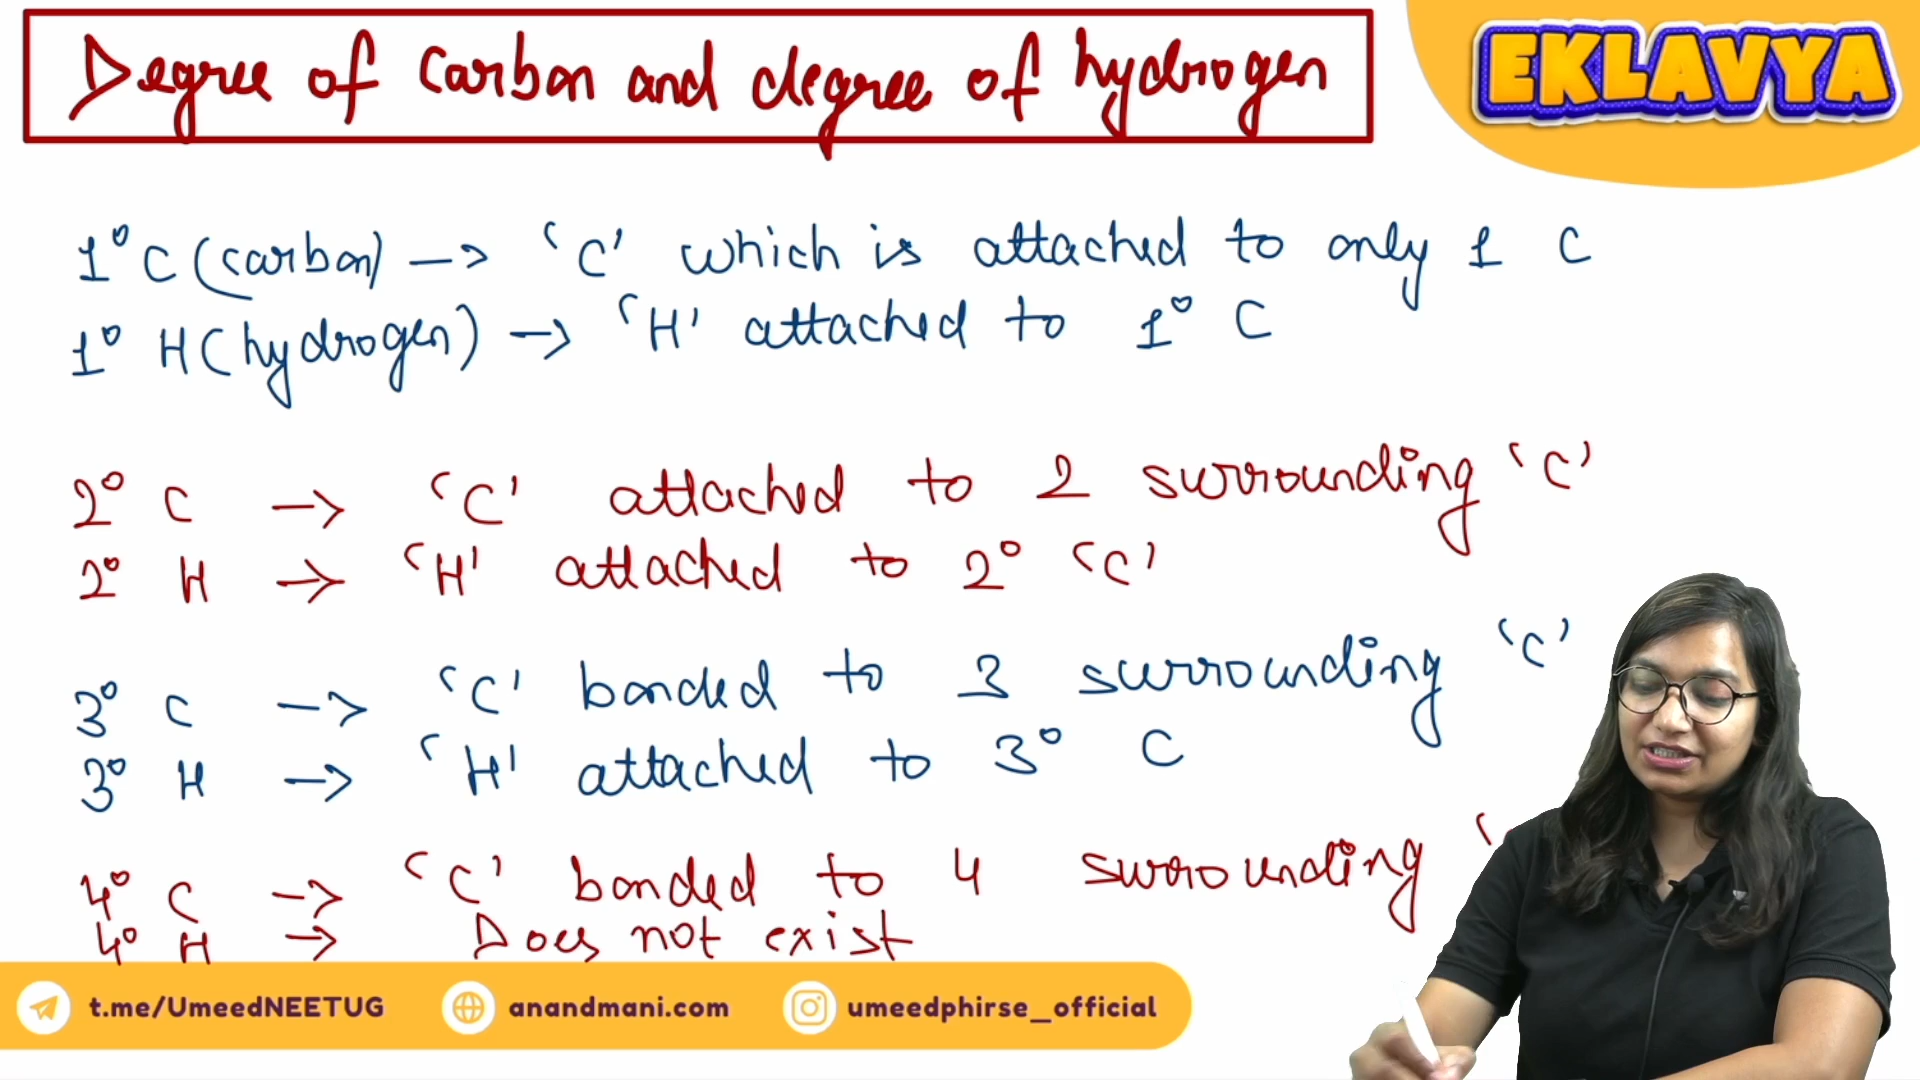 Degree of carbon and degree of hydrogen
EKLAVYA
1° C (carbon) → 'C' which is attached to only 1 C
1° H (hydrogen) → 'H' attached to 1° C
2° C → 'C' attached to 2 surrounding 'C'
2° H → 'H' attached to 2° 'C'
3° C → 'C' bonded to 3 surrounding 'C'
3° H → 'H' attached to 3° C
4° C → 'C' bonded to 4 surrounding '
4° H → Does not exist
t.me/UmeedNEETUG anandmani.com umeedphirse_official